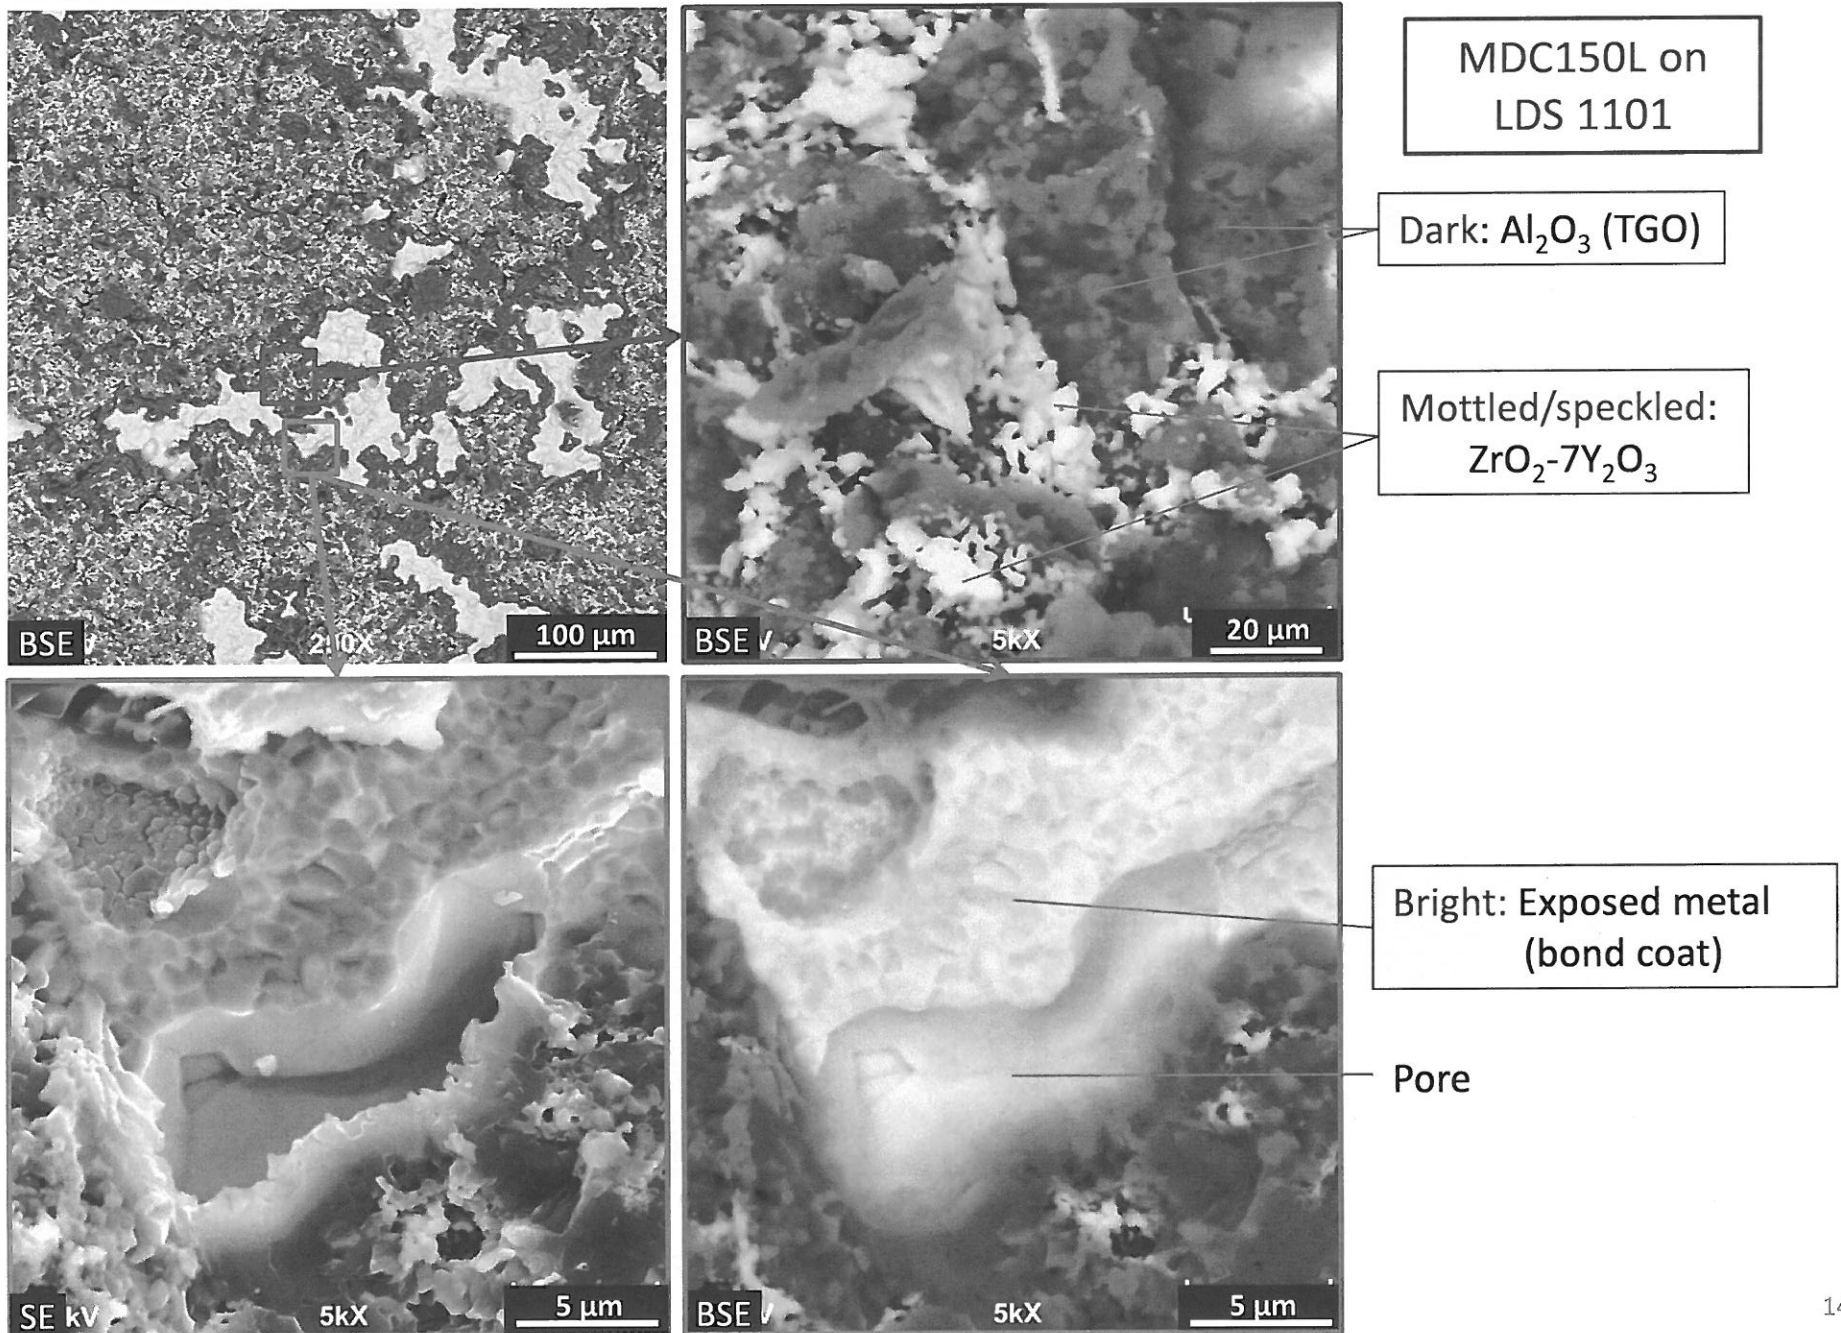 MDC150L on
LDS 1101
Dark: Al₂O₃ (TGO)
Mottled/speckled:
ZrO₂-7Y₂O₃
BSE
100 µm
BSE
5kX
20 µm
Bright: Exposed metal
(bond coat)
Pore
SE kV
5kX
5 µm
BSE
5kX
5 µm